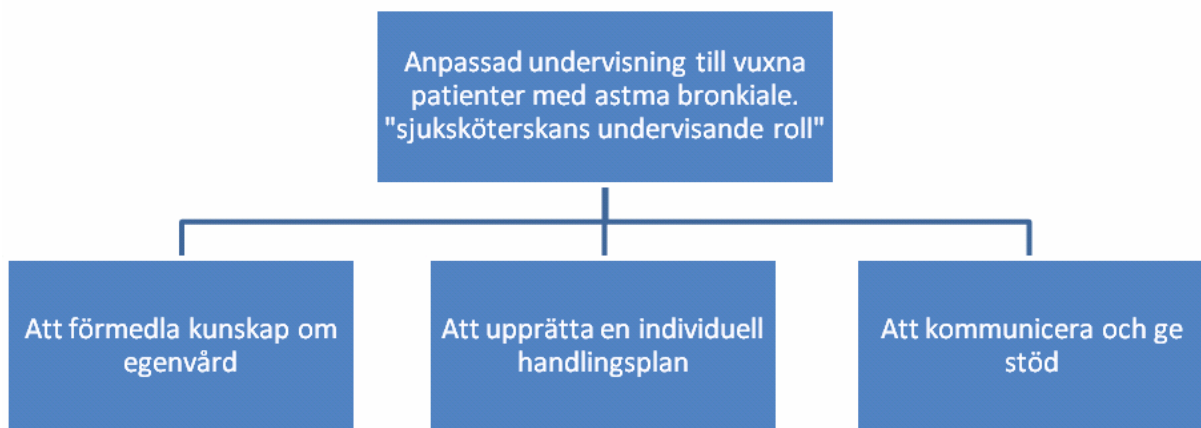 Anpassad undervisning till vuxna
patienter med astma bronkiale.
"sjuksköterskans undervisande roll"
Att förmedla kunskap om
egenvård
Att upprätta en individuell
handlingsplan
Att kommunicera och ge
stöd